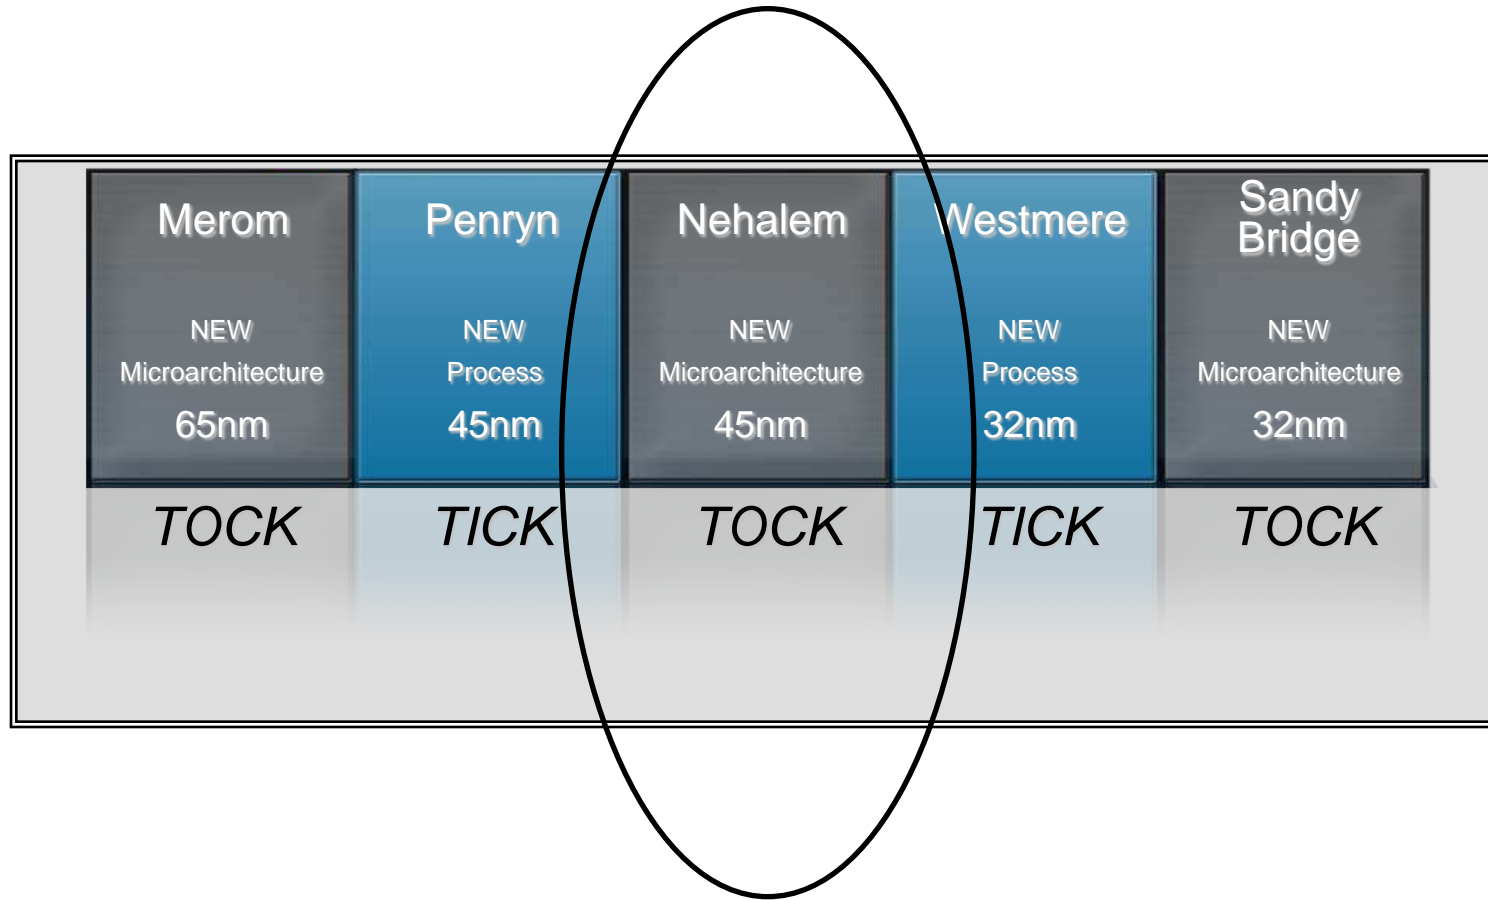 Merom
NEW
Microarchitecture
65nm
TOCK
Penryn
NEW
Process
45nm
TICK
Nehalem
NEW
Microarchitecture
45nm
TOCK
Westmere
NEW
Process
32nm
TICK
Sandy
Bridge
NEW
Microarchitecture
32nm
TOCK